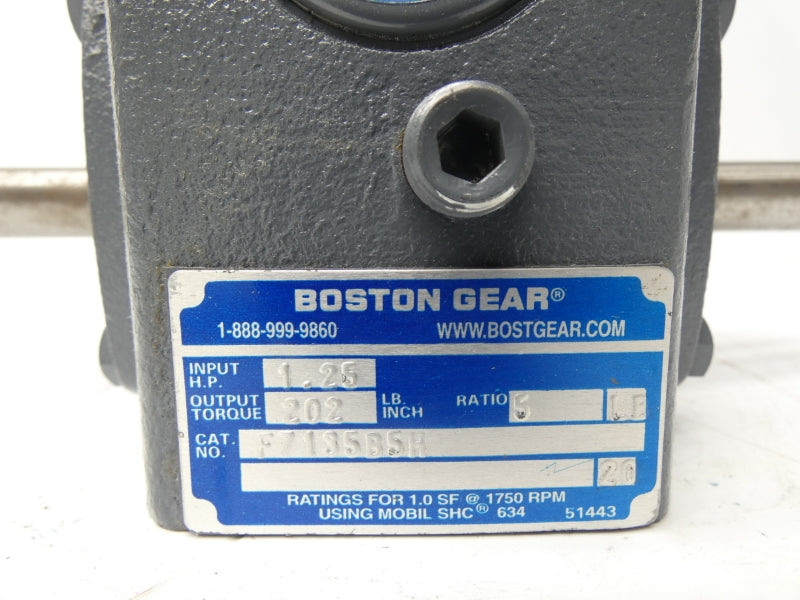 BOSTON GEAR®
1-888-999-9860 WWW.BOSTGEAR.COM
INPUT H.P. 1.25
OUTPUT TORQUE 202 LB. INCH RATIO 5
CAT. NO. F7185B5H
RATINGS FOR 1.0 SF @ 1750 RPM
USING MOBIL SHC® 634 51443